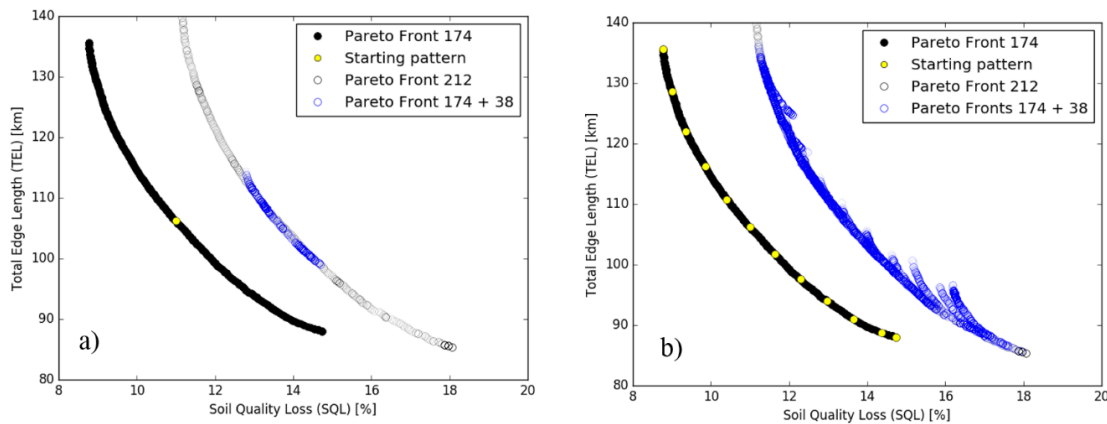 140
130
120
110
100
90
80
Total Edge Length (TEL) [km]
Pareto Front 174
Starting pattern
Pareto Front 212
Pareto Front 174 + 38
a)
8 10 12 14 16 18 20
Soil Quality Loss (SQL) [%]
140
130
120
110
100
90
80
Total Edge Length (TEL) [km]
Pareto Front 174
Starting pattern
Pareto Front 212
Pareto Fronts 174 + 38
b)
8 10 12 14 16 18 20
Soil Quality Loss (SQL) [%]